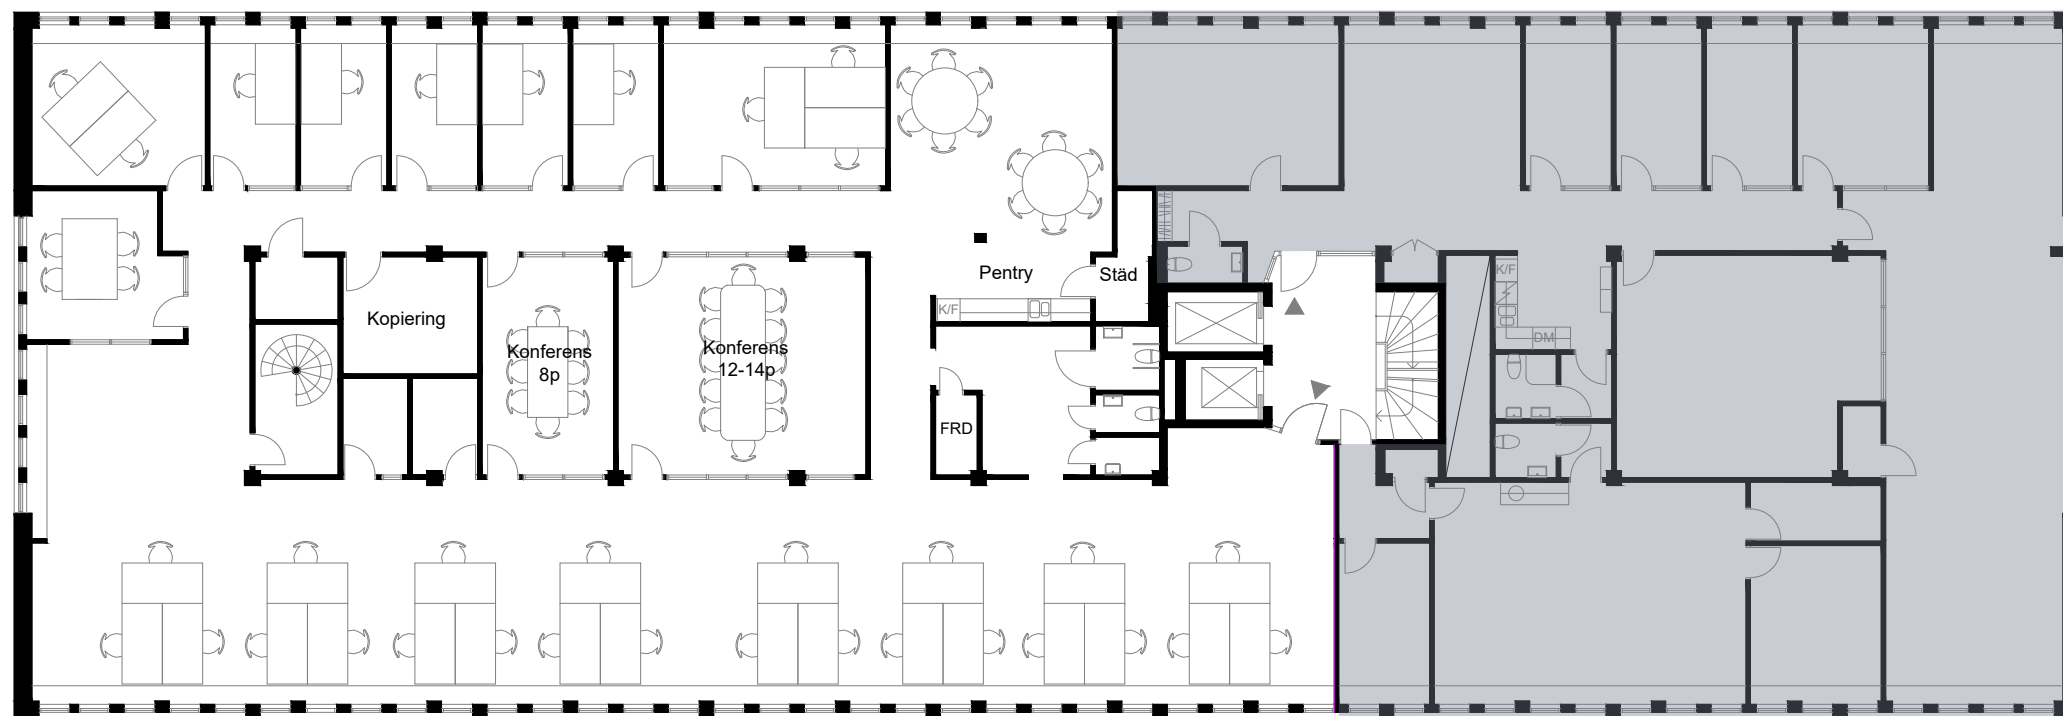 Pentry
Städ
K/F
K/F
Kopiering
Konferens
8p
Konferens
12-14p
DM
FRD